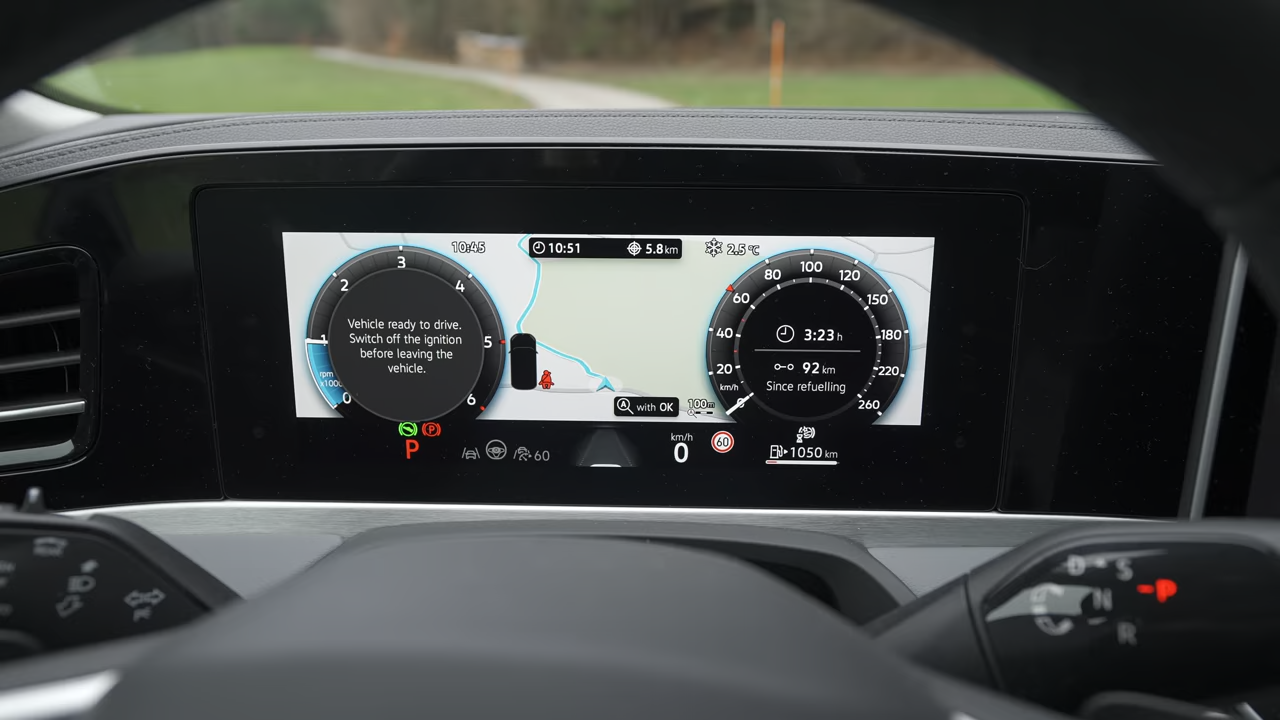 10:45
10:51
5.8 km
2.5 °C
3
2
4
1
5
0
6
rpm
x1000
Vehicle ready to drive.
Switch off the ignition
before leaving the
vehicle.
with OK
100m
100
80
120
60
150
40
180
20
220
km/h
0
260
3:23 h
92 km
Since refuelling
P
P
60
km/h
0
60
1050 km
D
S
N
P
R